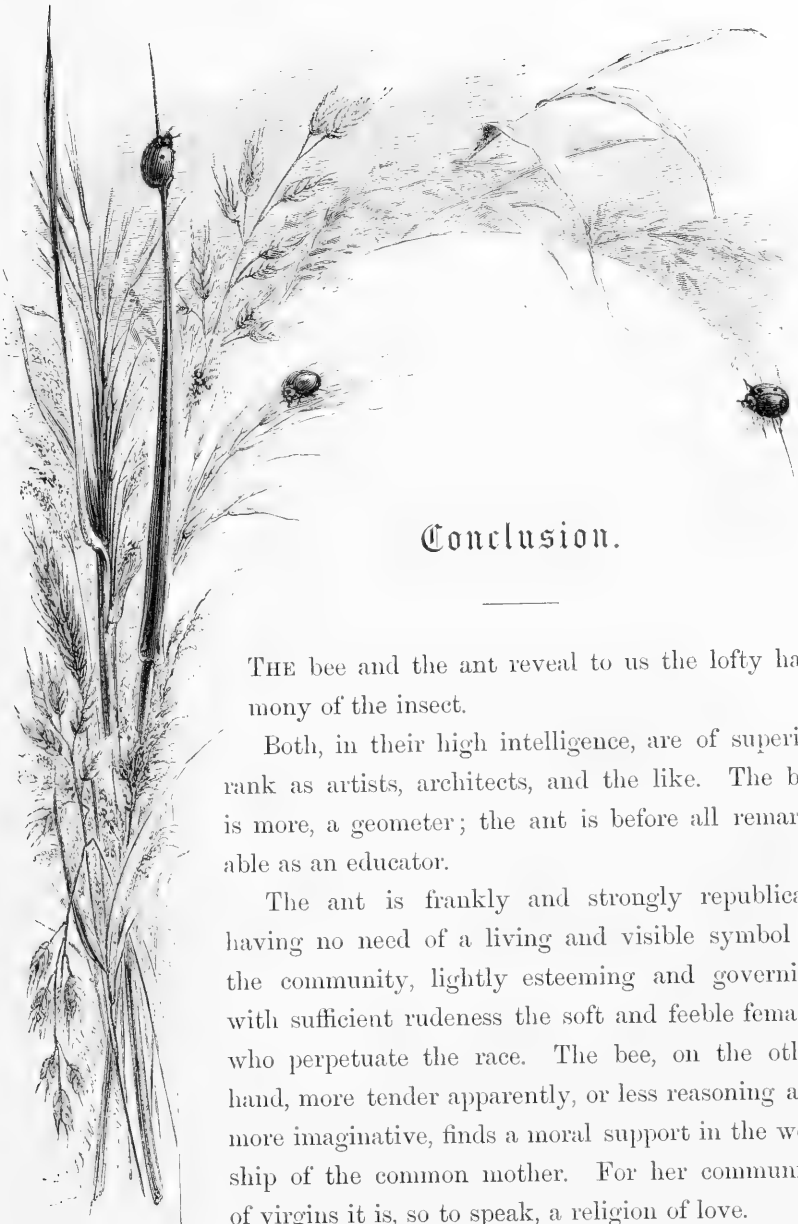 Conclusion.
THE bee and the ant reveal to us the lofty ha
mony of the insect.
Both, in their high intelligence, are of superi
rank as artists, architects, and the like. The b
is more, a geometer; the ant is before all remar
able as an educator.
The ant is frankly and strongly republica
having no need of a living and visible symbol
the community, lightly esteeming and governi
with sufficient rudeness the soft and feeble fema
who perpetuate the race. The bee, on the oth
hand, more tender apparently, or less reasoning a
more imaginative, finds a moral support in the wo
ship of the common mother. For her commun
of virgins it is, so to speak, a religion of love.